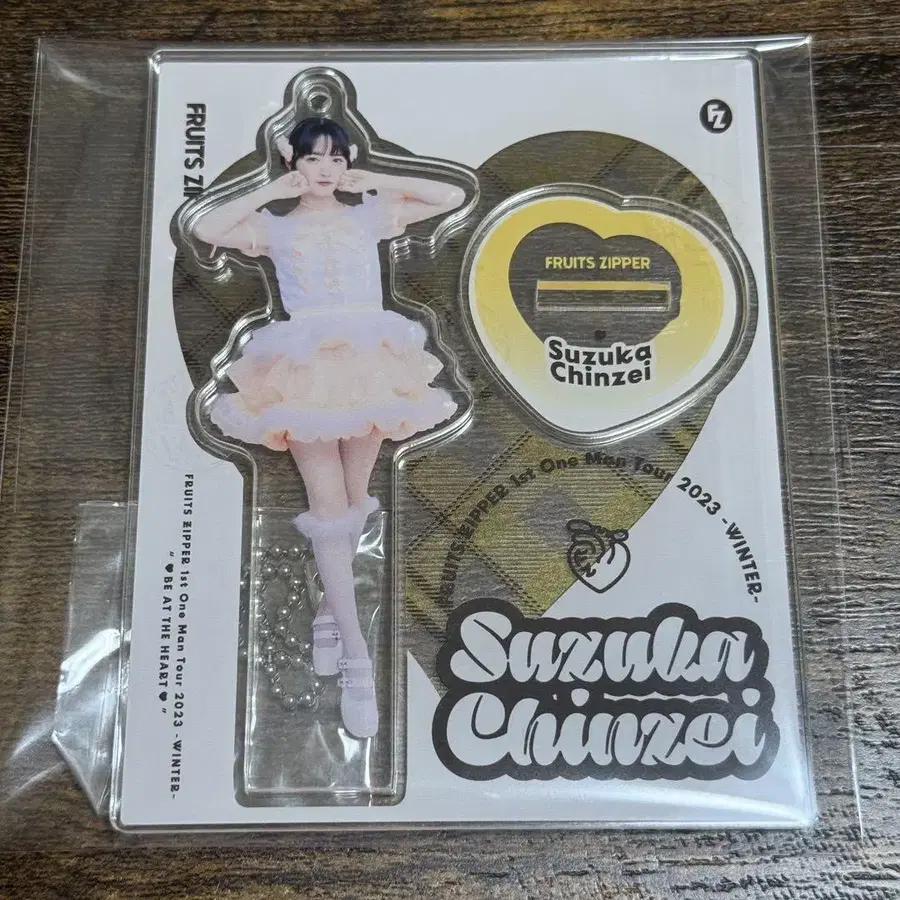 FRUITS ZI
FZ
FRUITS ZIPPER
Suzuka
Chinzei
FRUITS ZIPPER 1st One Man Tour 2023 -WINTER-
Suzuka
Chinzei
FRUITS ZIPPER 1st One Man Tour 2023 -WINTER-
"♥BE AT THE HEART♥"